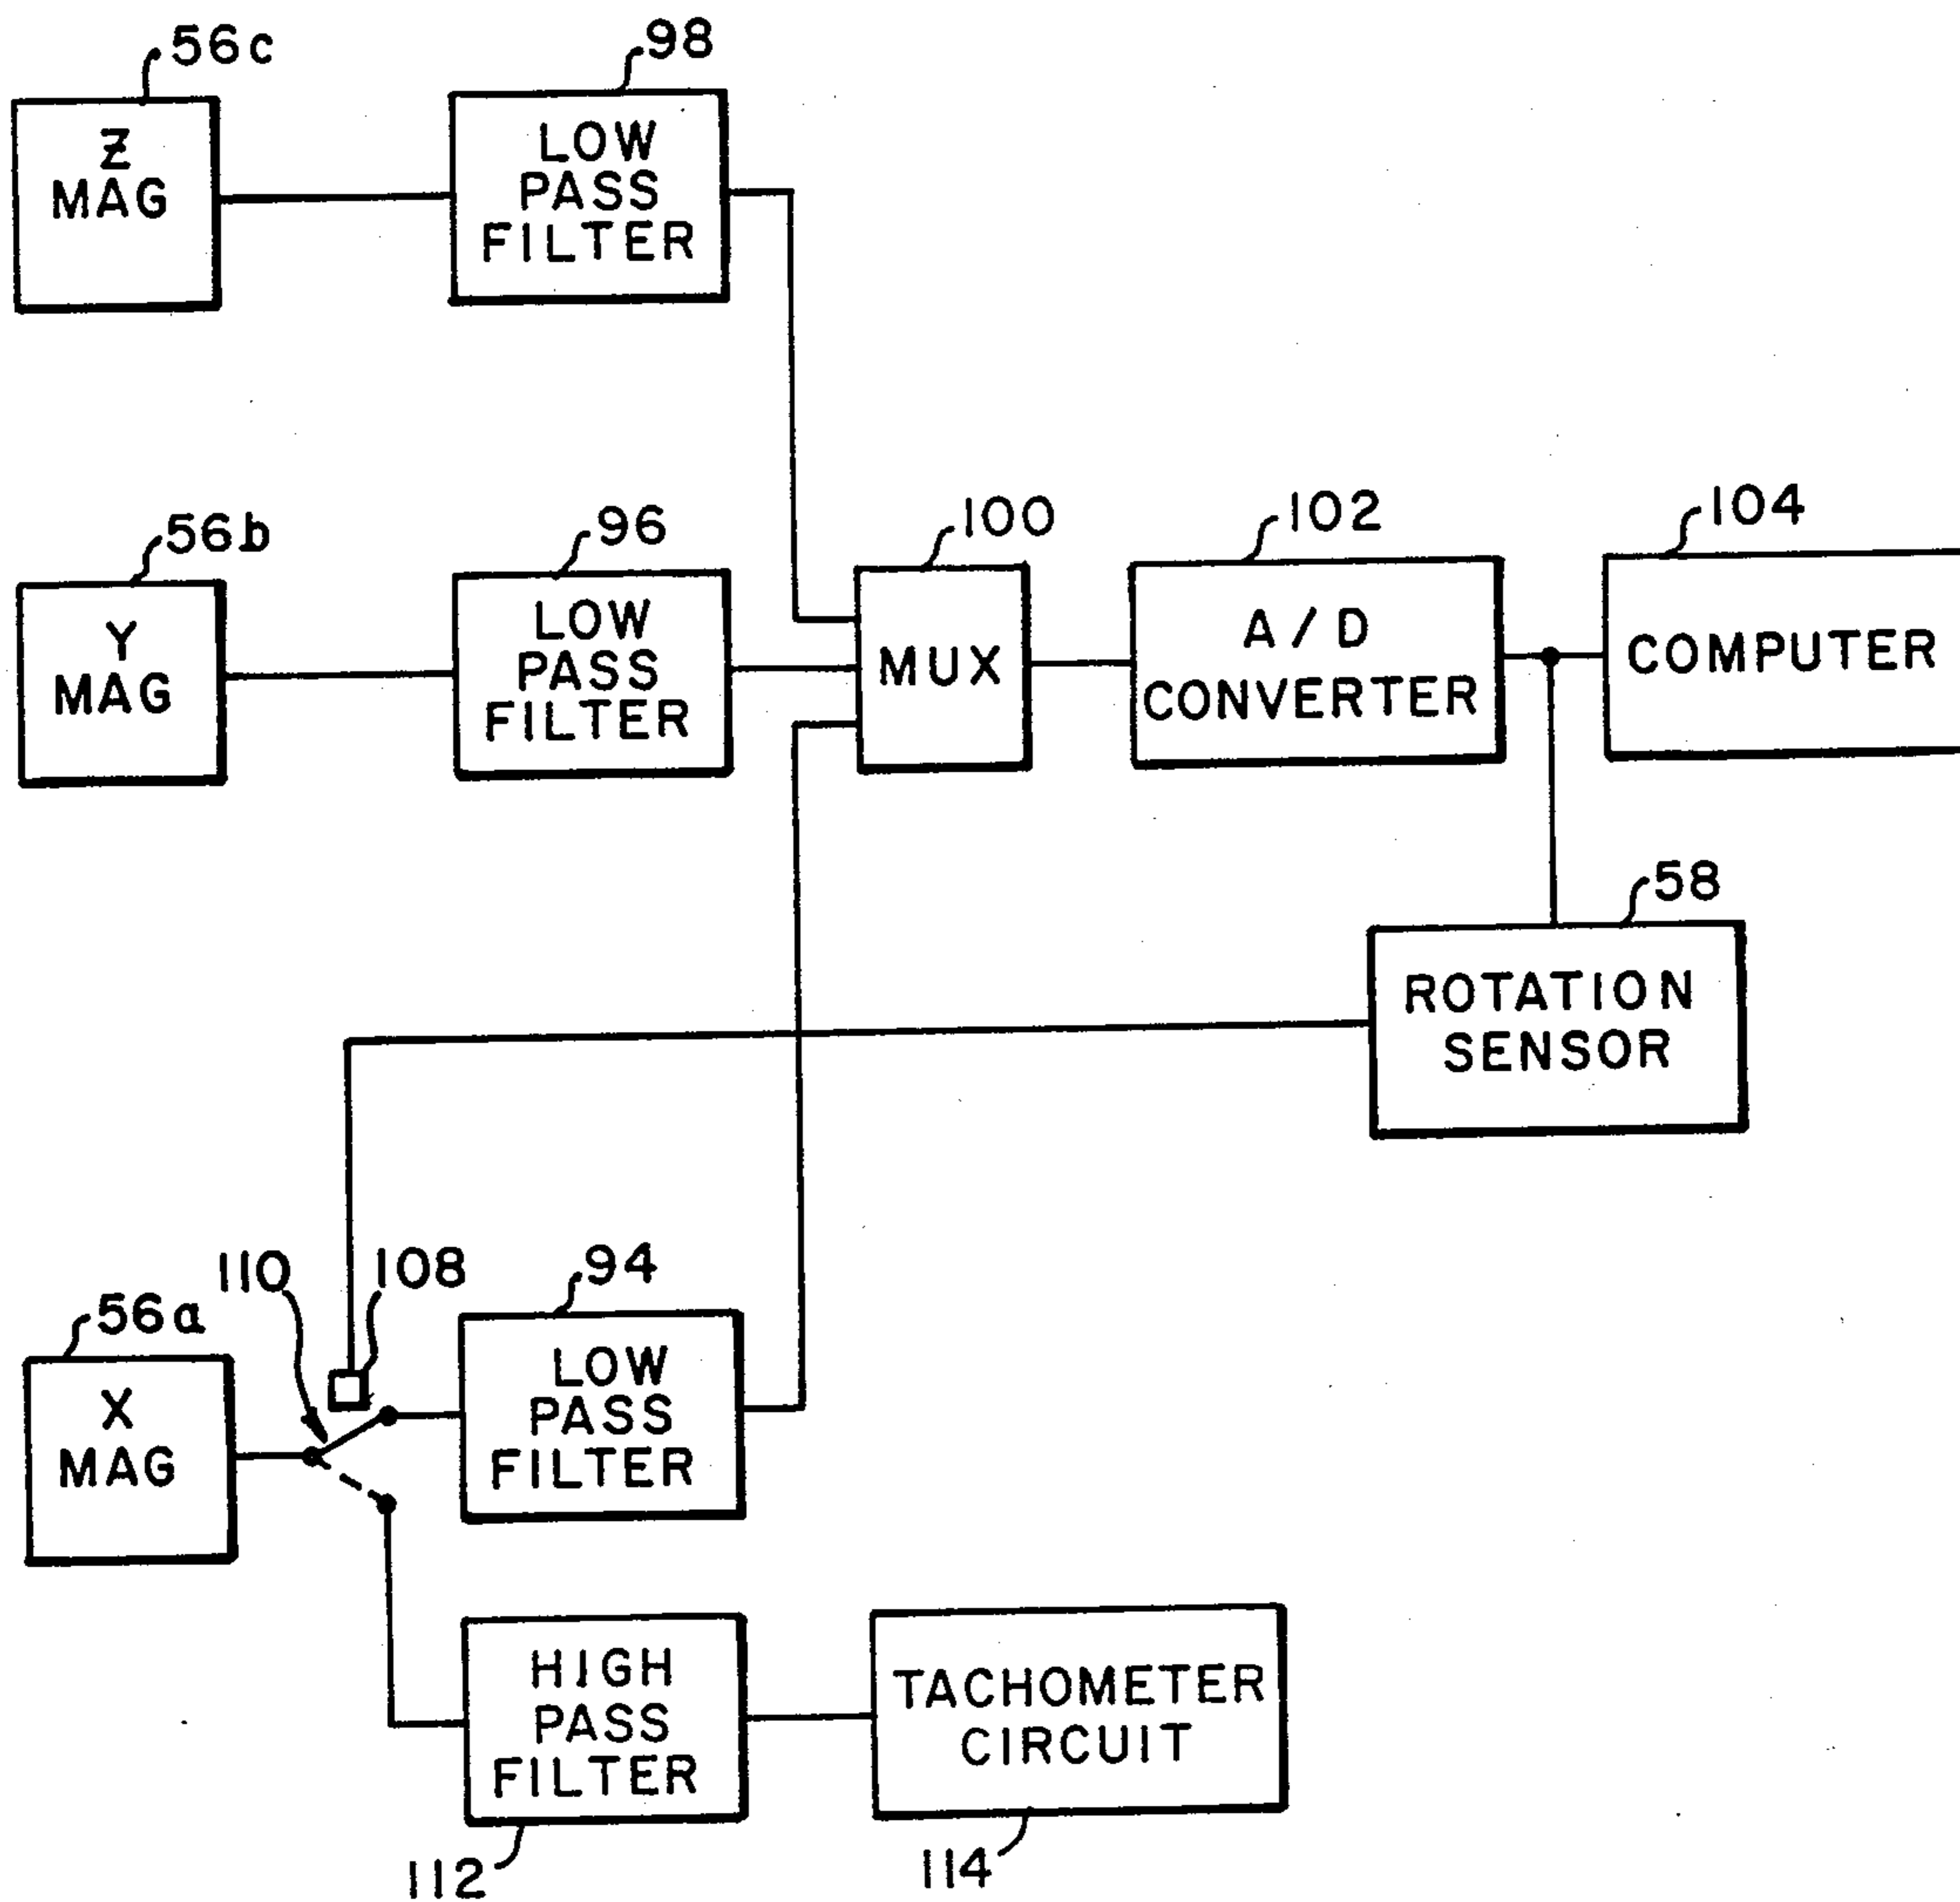 56c
98
Z
MAG
LOW
PASS
FILTER
56b
96
100
102
104
Y
MAG
LOW
PASS
FILTER
MUX
A/D
CONVERTER
COMPUTER
58
ROTATION
SENSOR
110
108
94
56a
X
MAG
LOW
PASS
FILTER
HIGH
PASS
FILTER
TACHOMETER
CIRCUIT
112
114